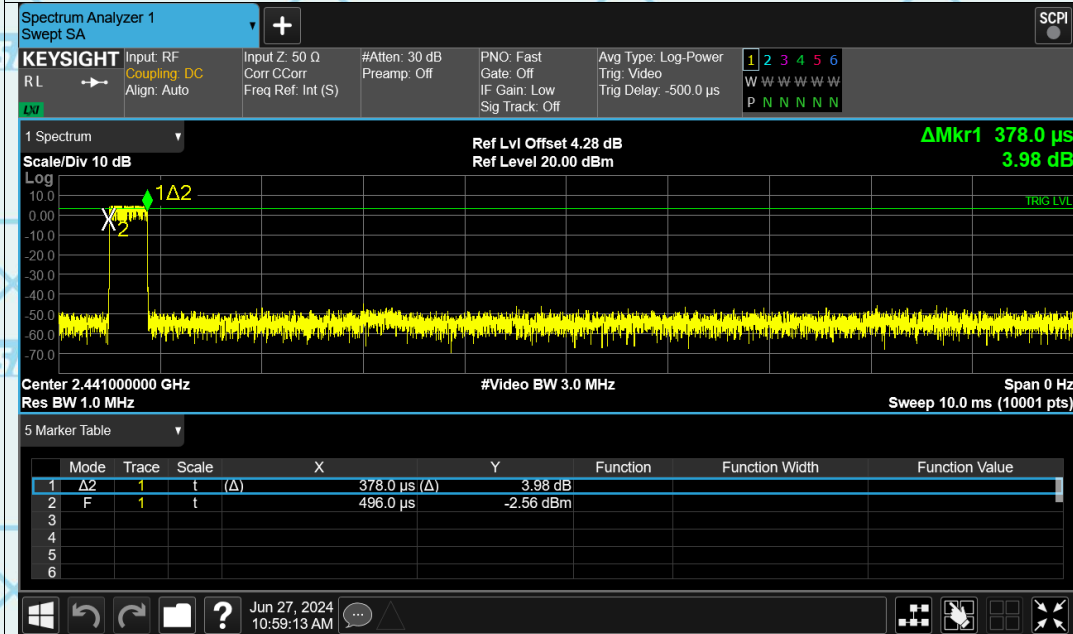 Spectrum Analyzer 1
Swept SA
+
SCPI
KEYSIGHT
RL
LXI
Input: RF
Coupling: DC
Align: Auto
Input Z: 50 Ω
Corr CCorr
Freq Ref: Int (S)
#Atten: 30 dB
Preamp: Off
PNO: Fast
Gate: Off
IF Gain: Low
Sig Track: Off
Avg Type: Log-Power
Trig: Video
Trig Delay: -500.0 µs
1 2 3 4 5 6
W W W W W W
P N N N N N
1 Spectrum
Scale/Div 10 dB
Ref Lvl Offset 4.28 dB
Ref Level 20.00 dBm
ΔMkr1 378.0 µs
3.98 dB
Log
10.0
0.00
-10.0
-20.0
-30.0
-40.0
-50.0
-60.0
-70.0
1Δ2
2
TRIG LVL
Center 2.441000000 GHz
Res BW 1.0 MHz
#Video BW 3.0 MHz
Span 0 Hz
Sweep 10.0 ms (10001 pts)
5 Marker Table
Mode Trace Scale X Y Function Function Width Function Value
1 Δ2 1 t (Δ) 378.0 µs (Δ) 3.98 dB
2 F 1 t 496.0 µs -2.56 dBm
3
4
5
6
?
Jun 27, 2024
10:59:13 AM